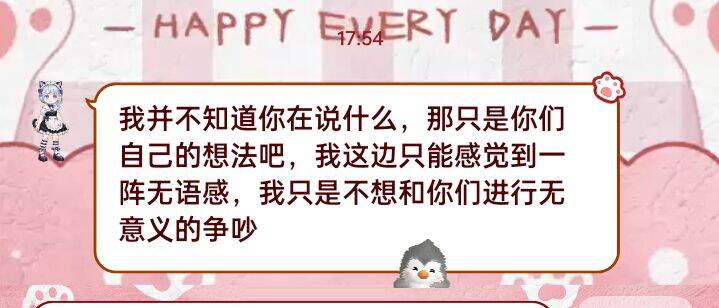 HAPPY EVERY DAY
17:54
我并不知道你在说什么，那只是你们
自己的想法吧，我这边只能感觉到一
阵无语感，我只是不想和你们进行无
意义的争吵